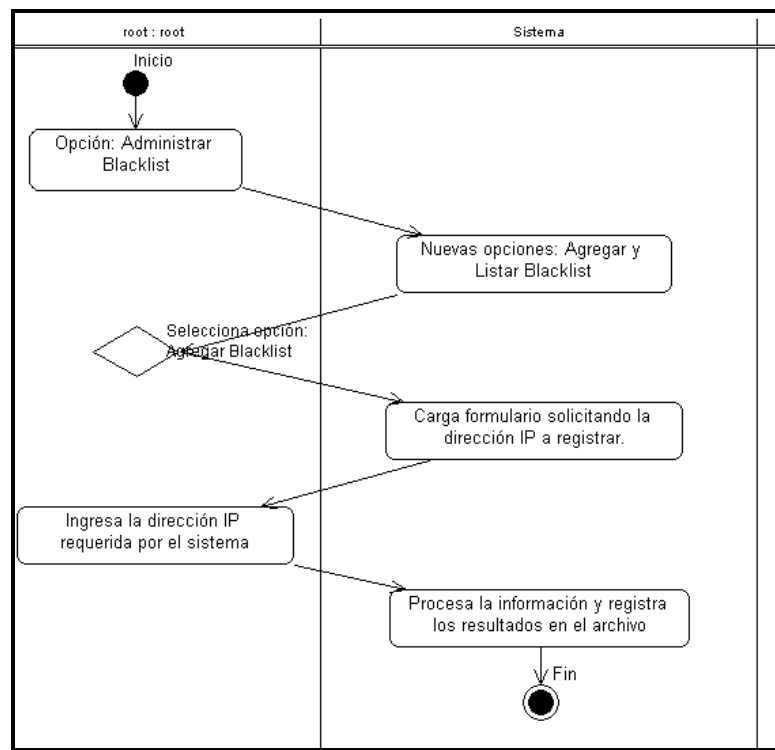 root : root
Sistema
Inicio
Opción: Administrar
Blacklist
Nuevas opciones: Agregar y
Listar Blacklist
Selecciona opción:
Agregar Blacklist
Carga formulario solicitando la
dirección IP a registrar.
Ingresa la dirección IP
requerida por el sistema
Procesa la información y registra
los resultados en el archivo
Fin